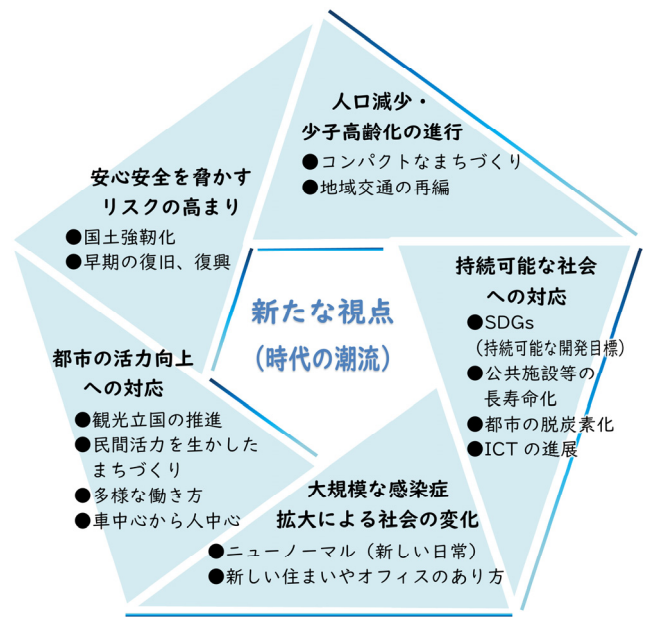 人口減少・
少子高齢化の進行
●コンパクトなまちづくり
●地域交通の再編
安心安全を脅かす
リスクの高まり
●国土強靭化
●早期の復旧、復興
新たな視点
（時代の潮流）
持続可能な社会
への対応
●SDGs
（持続可能な開発目標）
●公共施設等の
長寿命化
●都市の脱炭素化
●ICT の進展
都市の活力向上
への対応
●観光立国の推進
●民間活力を生かした
まちづくり
●多様な働き方
●車中心から人中心
大規模な感染症
拡大による社会の変化
●ニューノーマル（新しい日常）
●新しい住まいやオフィスのあり方